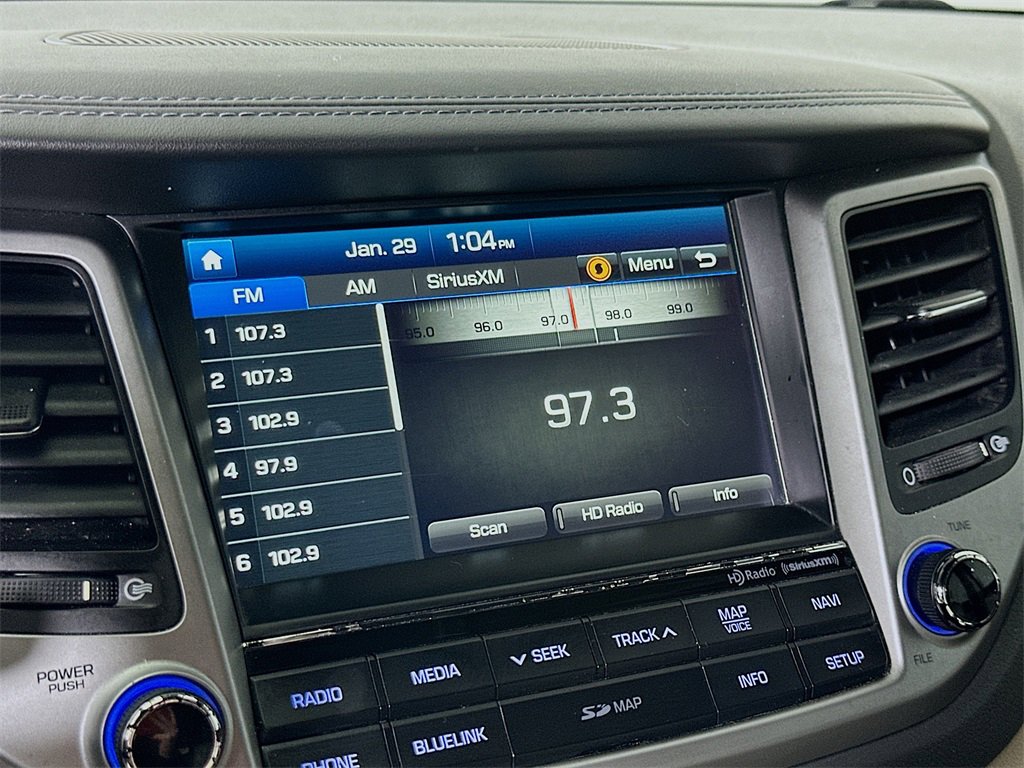 Jan. 29 1:04 PM
FM AM SiriusXM Menu
95.0 96.0 97.0 98.0 99.0
1 107.3
2 107.3
3 102.9
4 97.9
5 102.9
6 102.9
97.3
Scan HD Radio Info
HD Radio ((SiriusXM))
TUNE
FILE
POWER
PUSH
RADIO MEDIA SEEK TRACK MAP VOICE NAVI
PHONE BLUELINK SD MAP INFO SETUP
0